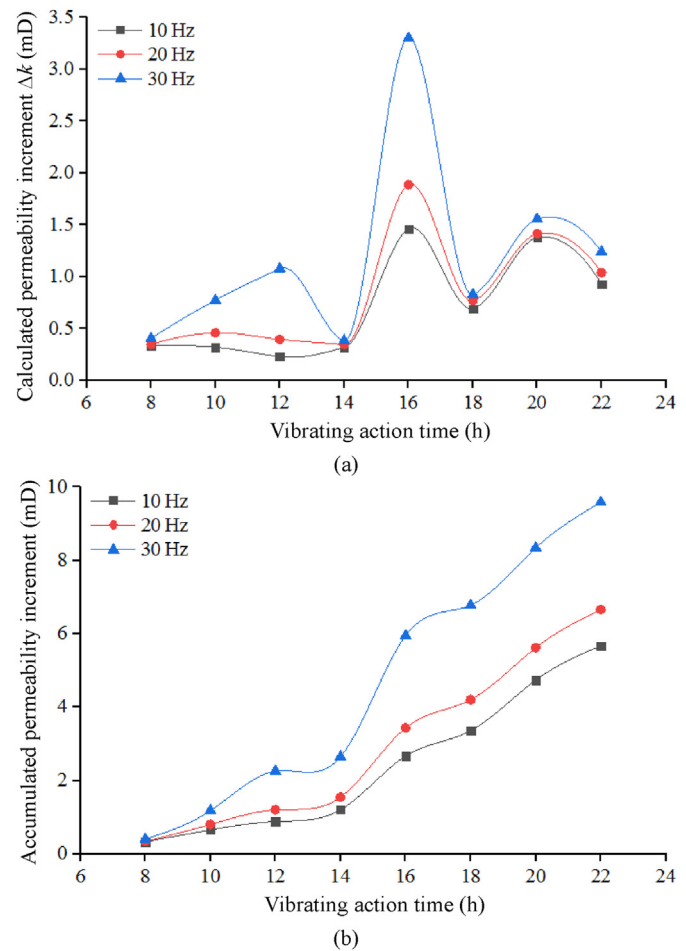 Calculated permeability increment Δk (mD)
3.5
3.0
3.5
2.0
1.5
1.0
0.5
0.0
10 Hz
20 Hz
30 Hz
6 8 10 12 14 16 18 20 22 24
Vibrating action time (h)
(a)
Accumulated permeability increment (mD)
10
8
6
4
2
0
10 Hz
20 Hz
30 Hz
6 8 10 12 14 16 18 20 22 24
Vibrating action time (h)
(b)